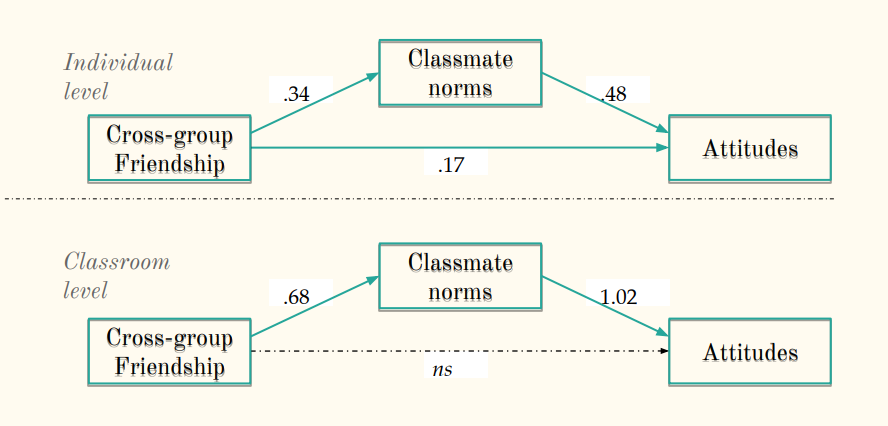 Individual
level
Classmate
norms
.34
.48
Cross-group
Friendship
Attitudes
.17
Classroom
level
Classmate
norms
.68
1.02
Cross-group
Friendship
Attitudes
ns